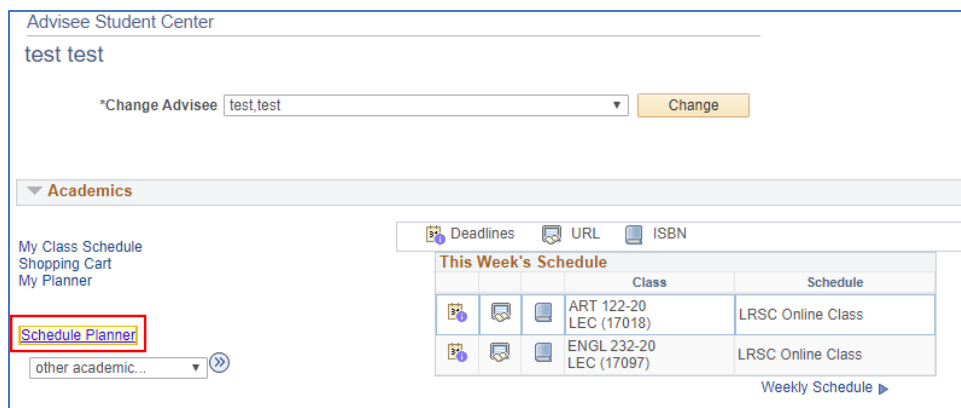 Advisee Student Center
test test
*Change Advisee test,test Change
Academics
My Class Schedule
Shopping Cart
My Planner
Schedule Planner
other academic...
Deadlines URL ISBN
This Week's Schedule
Class Schedule
ART 122-20
LEC (17018) LRSC Online Class
ENGL 232-20
LEC (17097) LRSC Online Class
Weekly Schedule